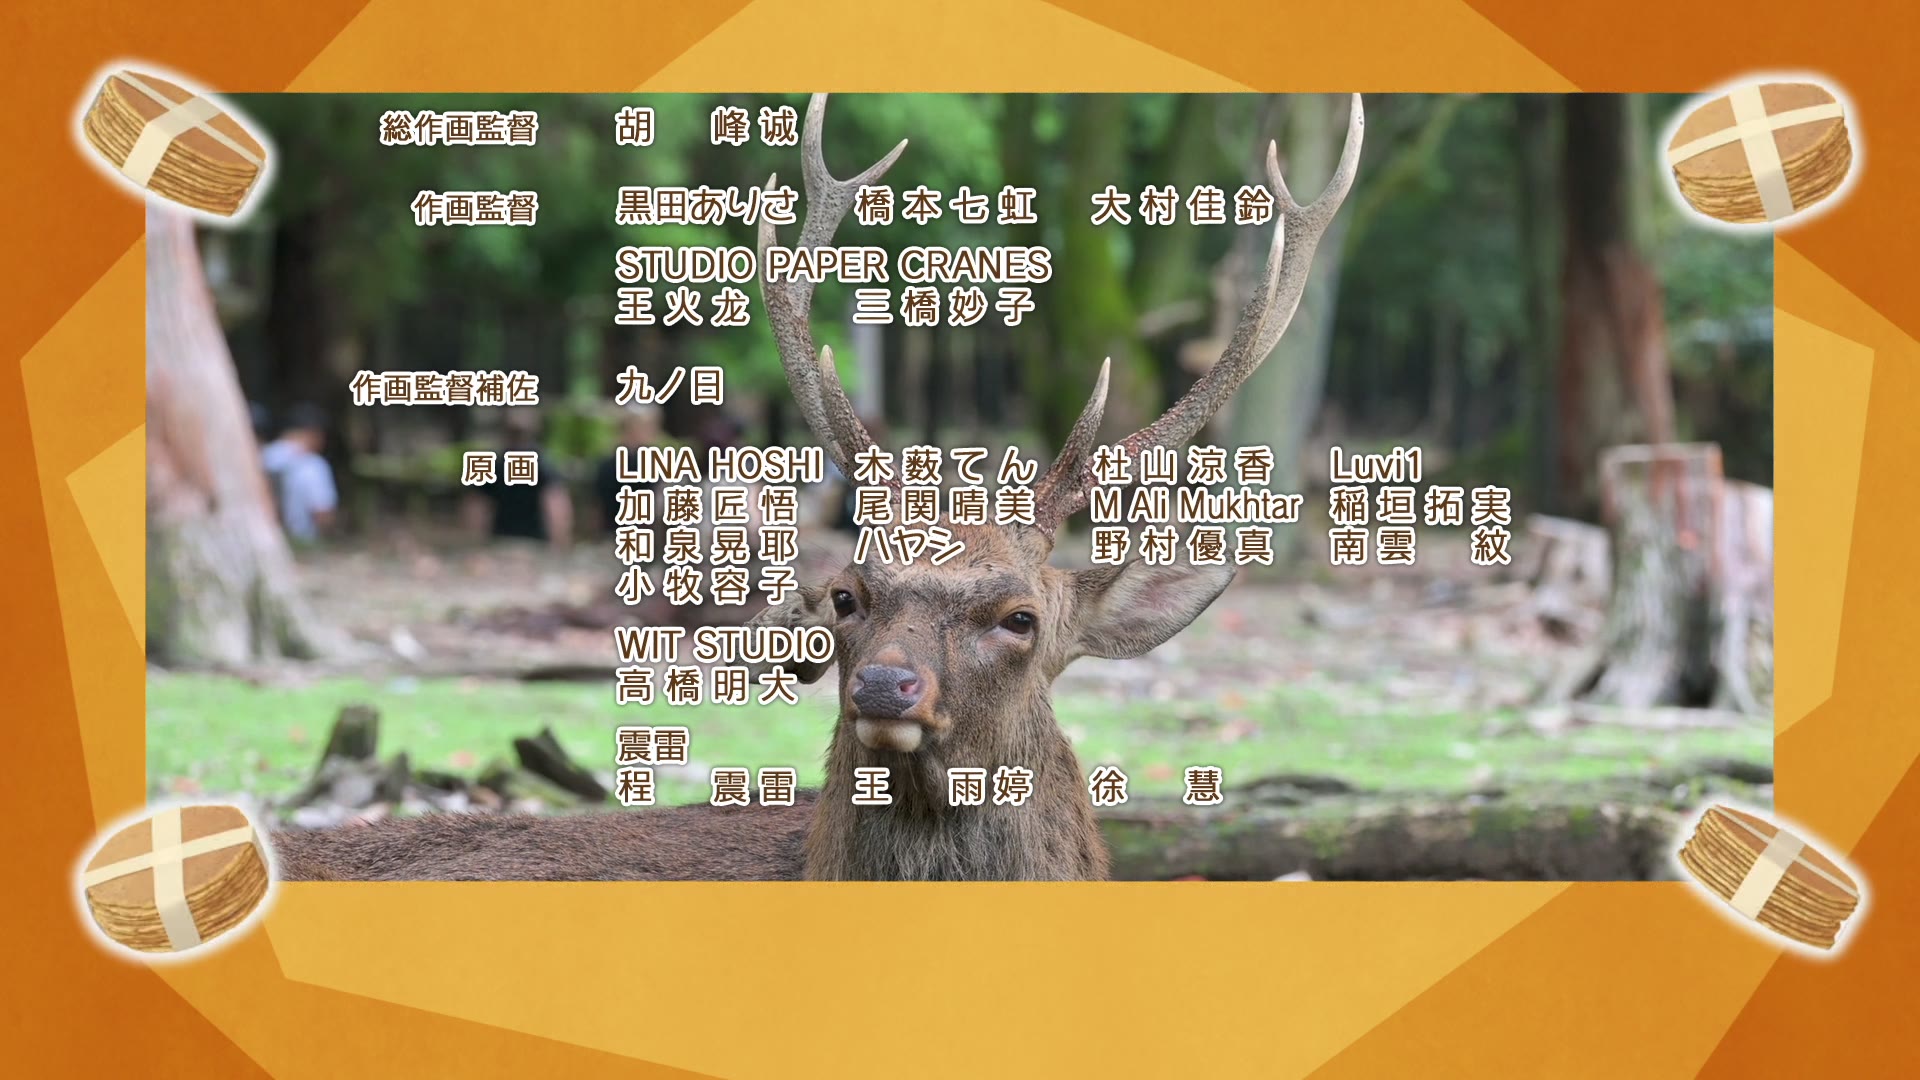 総作画監督 胡 峰诚
作画監督 黒田ありさ 橋本七虹 大村佳鈴
STUDIO PAPER CRANES
王火龙 三橋妙子
作画監督補佐 九ノ日
原画 LINA HOSHI 木薮てん 杜山涼香 Luvi1
加藤匠悟 尾関晴美 M Ali Mukhtar 稲垣拓実
和泉晃耶 ハヤシ 野村優真 南雲 紋
小牧容子
WIT STUDIO
高橋明大
震雷
程 震雷 王 雨婷 徐 慧